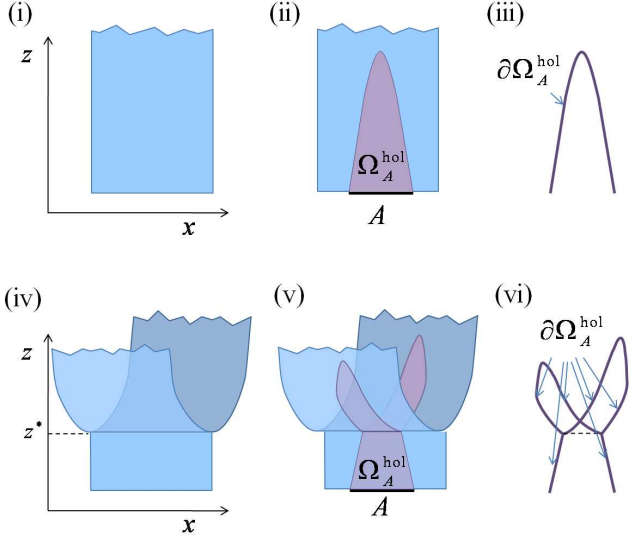 (i)
z
x
(ii)
Ω_A^hol
A
(iii)
∂Ω_A^hol
(iv)
z
z*
x
(v)
Ω_A^hol
A
(vi)
∂Ω_A^hol